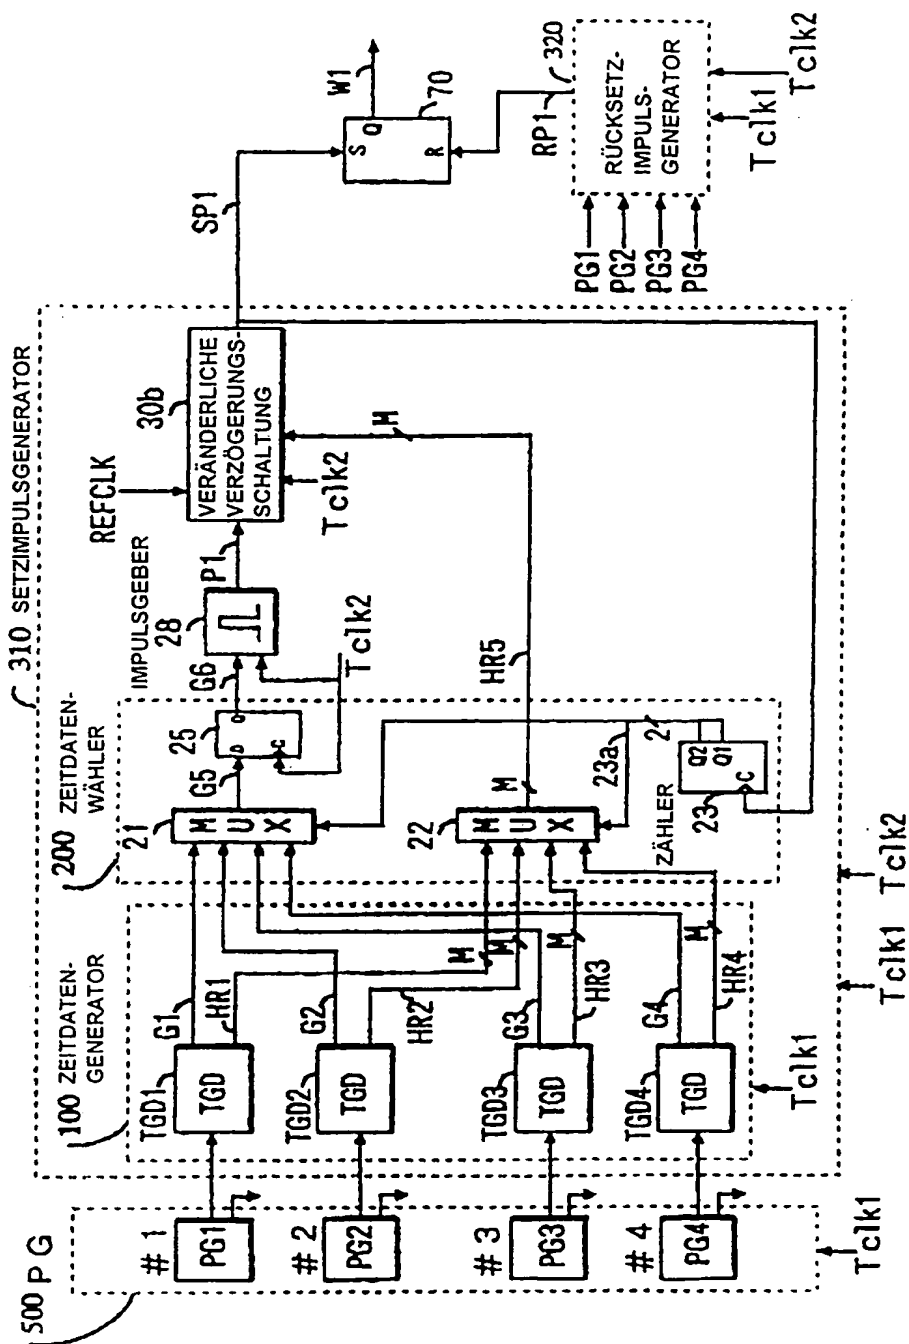 500 P G
# 1
PG1
# 2
PG2
# 3
PG3
# 4
PG4
Tclk1
310 SETZIMPULSGENERATOR
100 ZEITDATEN-
GENERATOR
TGD1
TGD
TGD2
TGD
TGD3
TGD
TGD4
TGD
Tclk1
G1
HR1
G2
HR2
G3
HR3
G4
HR4
M
M
M
M
200 ZEITDATEN-
WÄHLER
21
MUX
22
MUX
M
G5
25
D
Q
C
G6
23a
2
ZÄHLER
23
Q2
Q1
C
IMPULSGEBER
28
Tclk2
P1
HR5
M
REFCLK
30b
VERÄNDERLICHE
VERZÖGERUNGS-
SCHALTUNG
Tclk2
Tclk1
Tclk2
SP1
S
Q
R
70
W1
RP1
320
RÜCKSETZ-
IMPULS-
GENERATOR
PG1
PG2
PG3
PG4
Tclk1
Tclk2